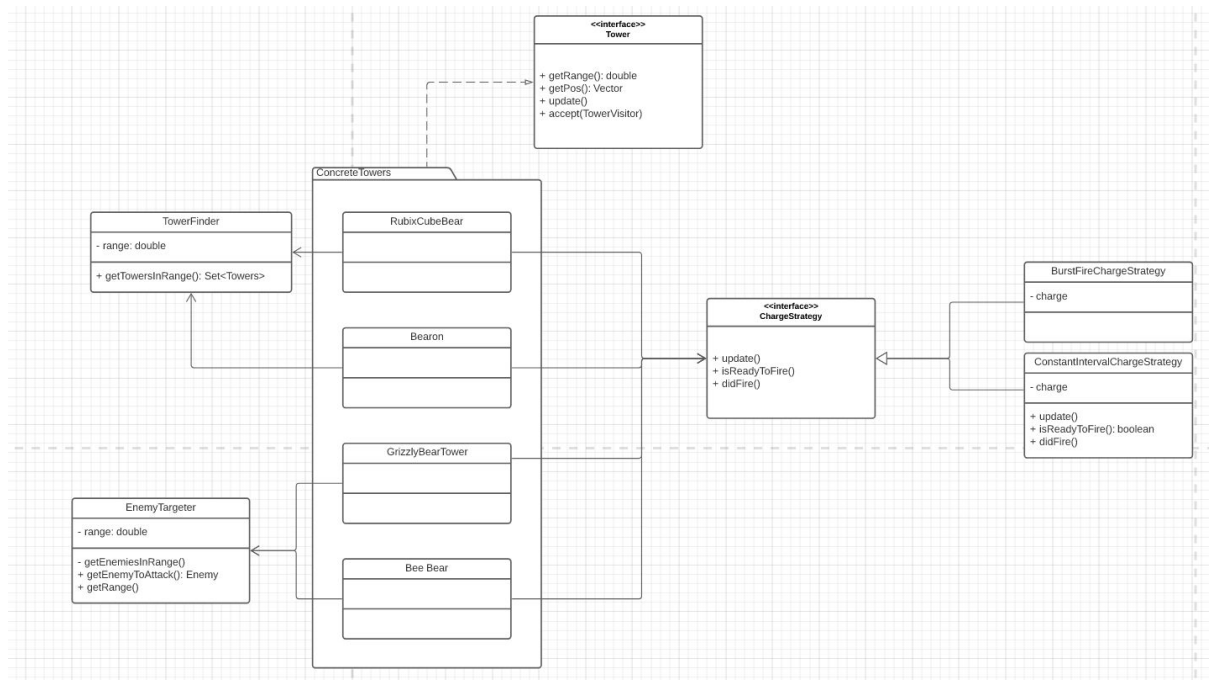 <<interface>>
Tower
+ getRange(): double
+ getPos(): Vector
+ update()
+ accept(TowerVisitor)
ConcreteTowers
TowerFinder
- range: double
+ getTowersInRange(): Set<Towers>
RubixCubeBear
Bearon
GrizzlyBearTower
Bee Bear
EnemyTargeter
- range: double
- getEnemiesInRange()
+ getEnemyToAttack(): Enemy
+ getRange()
<<interface>>
ChargeStrategy
+ update()
+ isReadyToFire()
+ didFire()
BurstFireChargeStrategy
- charge
ConstantIntervalChargeStrategy
- charge
+ update()
+ isReadyToFire(): boolean
+ didFire()